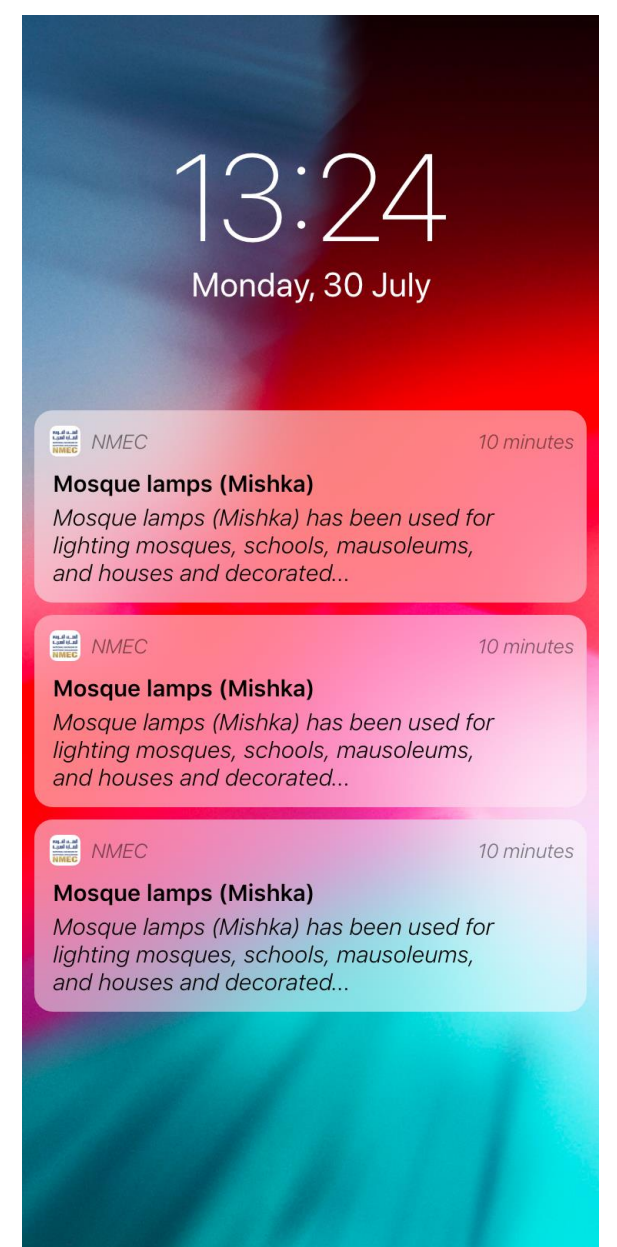 13:24
Monday, 30 July
NMEC
10 minutes
Mosque lamps (Mishka)
Mosque lamps (Mishka) has been used for
lighting mosques, schools, mausoleums,
and houses and decorated...
NMEC
10 minutes
Mosque lamps (Mishka)
Mosque lamps (Mishka) has been used for
lighting mosques, schools, mausoleums,
and houses and decorated...
NMEC
10 minutes
Mosque lamps (Mishka)
Mosque lamps (Mishka) has been used for
lighting mosques, schools, mausoleums,
and houses and decorated...